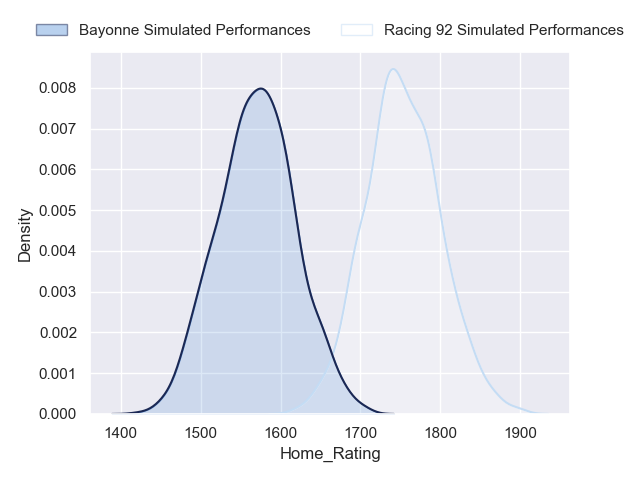 Bayonne Simulated Performances
Racing 92 Simulated Performances
Density
0.008
0.007
0.006
0.005
0.004
0.003
0.002
0.001
0.000
1400 1500 1600 1700 1800 1900
Home_Rating